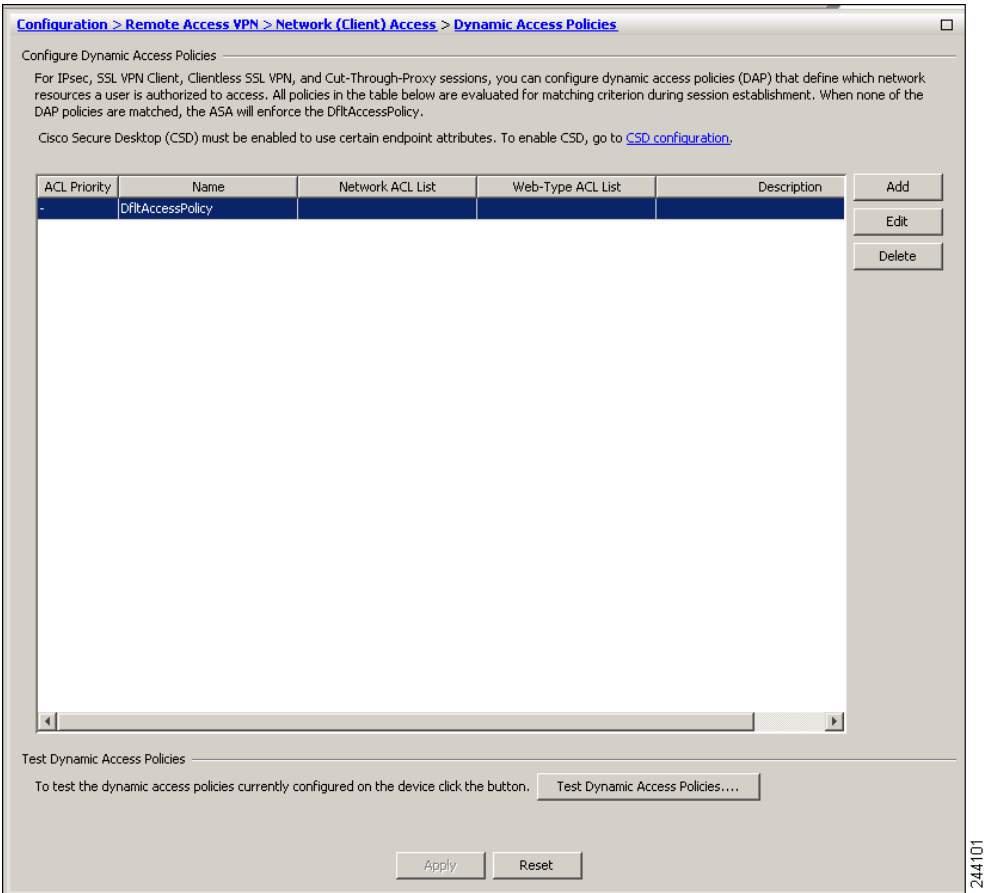 Configuration > Remote Access VPN > Network (Client) Access > Dynamic Access Policies
Configure Dynamic Access Policies
For IPsec, SSL VPN Client, Clientless SSL VPN, and Cut-Through-Proxy sessions, you can configure dynamic access policies (DAP) that define which network
resources a user is authorized to access. All policies in the table below are evaluated for matching criterion during session establishment. When none of the
DAP policies are matched, the ASA will enforce the DfltAccessPolicy.
Cisco Secure Desktop (CSD) must be enabled to use certain endpoint attributes. To enable CSD, go to CSD configuration.
ACL Priority Name Network ACL List Web-Type ACL List Description
- DfltAccessPolicy
Add
Edit
Delete
Test Dynamic Access Policies
To test the dynamic access policies currently configured on the device click the button. Test Dynamic Access Policies....
Apply Reset
244101